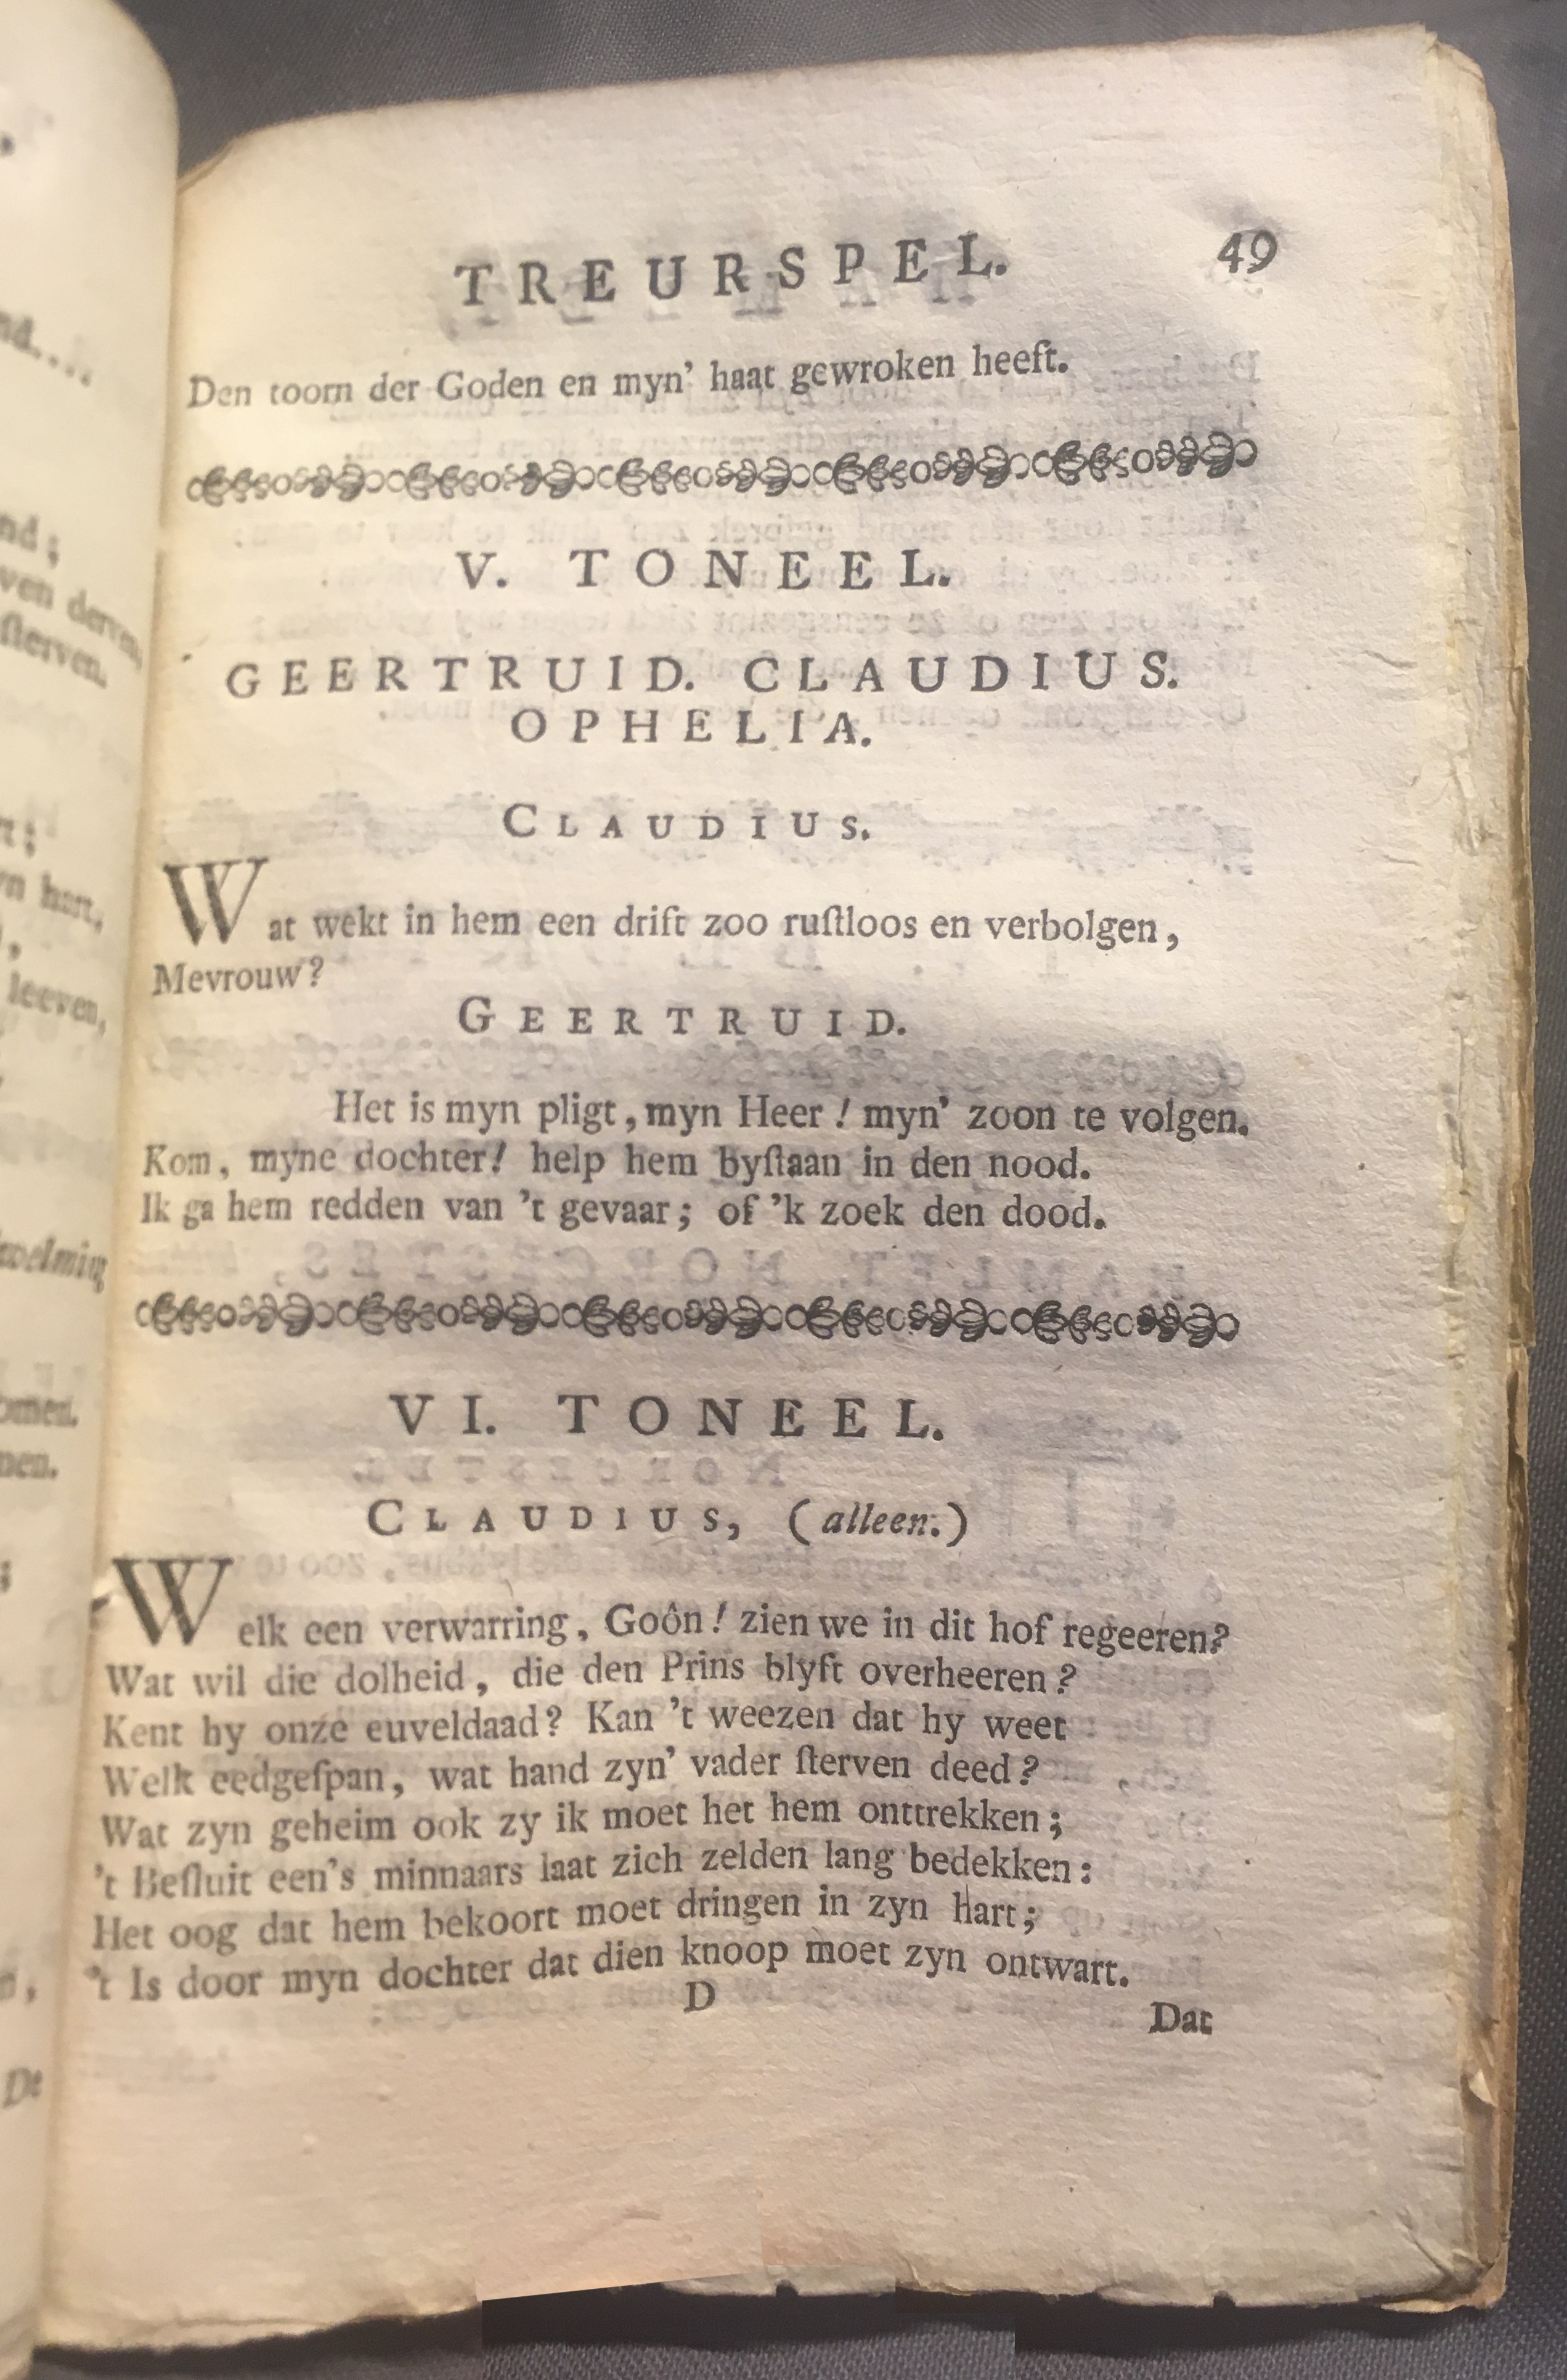 TREURSPEL. 49
Den toorn der Goden en myn' haat gewroken heeft.
V. TONEEL.
GEERTRUID. CLAUDIUS.
OPHELIA.
CLAUDIUS.
Wat wekt in hem een drift zoo ruſtloos en verbolgen,
Mevrouw?
GEERTRUID.
Het is myn pligt, myn Heer! myn' zoon te volgen.
Kom, myne dochter! help hem byſtaan in den nood.
Ik ga hem redden van 't gevaar; of 'k zoek den dood.
VI. TONEEL.
CLAUDIUS, (alleen.)
Welk een verwarring, Goôn! zien we in dit hof regeeren?
Wat wil die dolheid, die den Prins blyft overheeren?
Kent hy onze euveldaad? Kan 't weezen dat hy weet
Welk eedgeſpan, wat hand zyn' vader ſterven deed?
Wat zyn geheim ook zy ik moet het hem onttrekken;
't Beſluit een's minnaars laat zich zelden lang bedekken:
Het oog dat hem bekoort moet dringen in zyn hart;
't Is door myn dochter dat dien knoop moet zyn ontwart.
D
Dat
nd....
nd;
ven derven,
ſterven.
hart,
leeven,